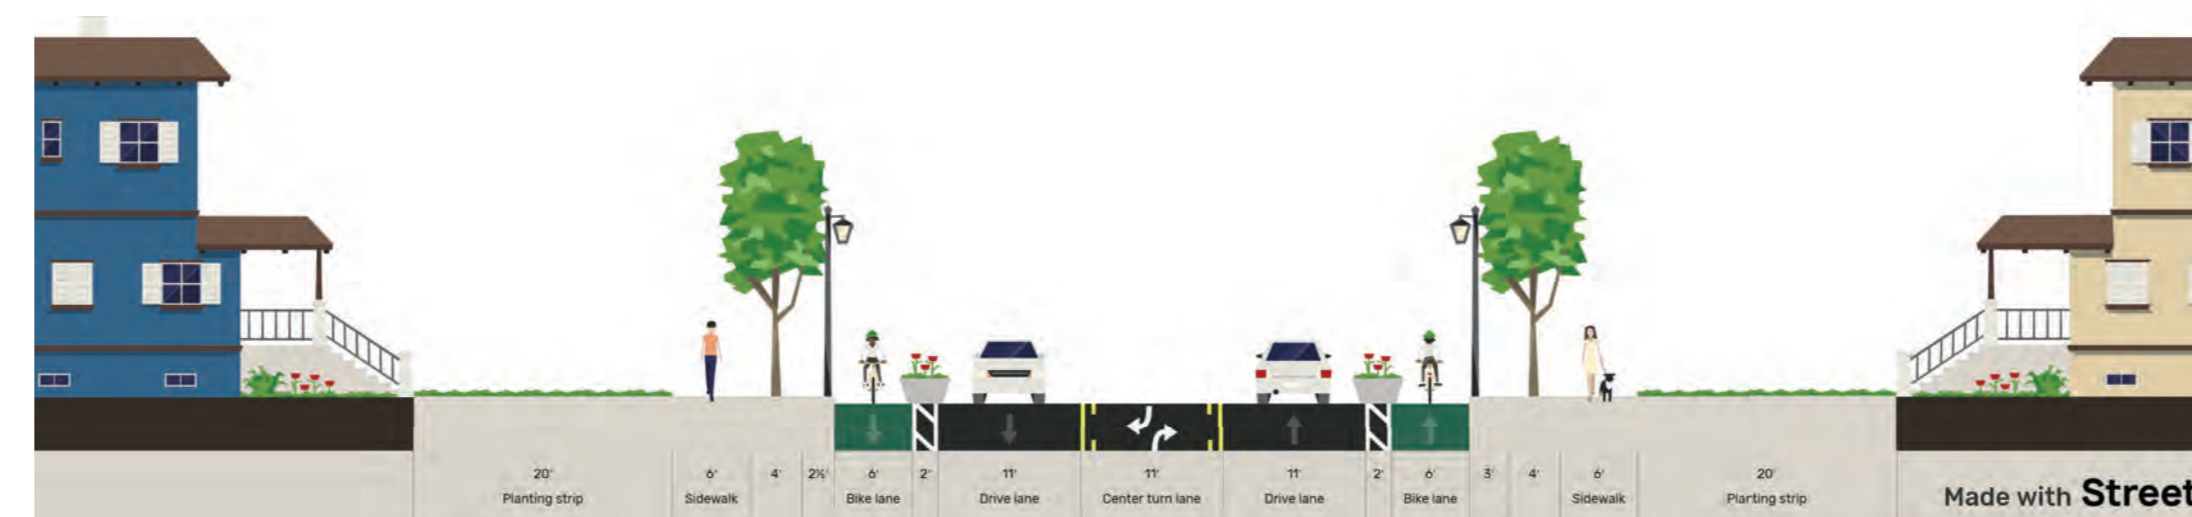 20' 6' 4' 2½' 6' 2' 11' 11' 11' 2' 6' 3' 4' 6' 20'
Planting strip Sidewalk Bike lane Drive lane Center turn lane Drive lane Bike lane Sidewalk Planting strip
Made with Street